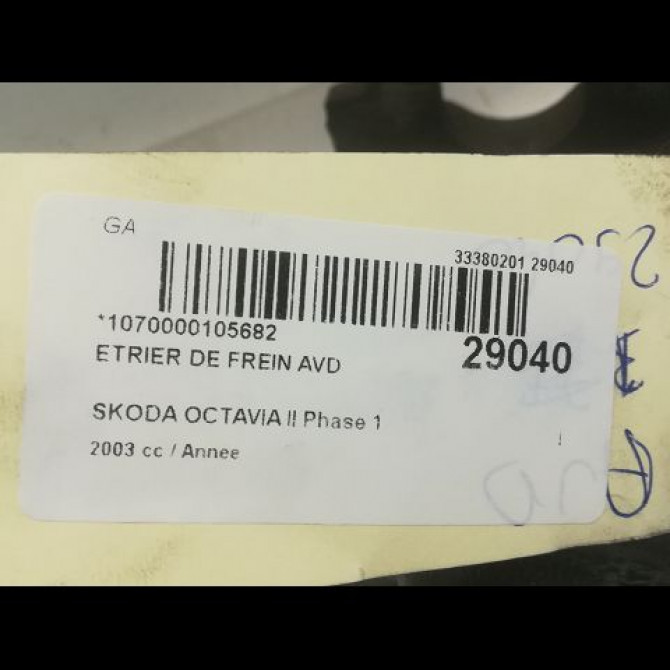 GA
33380201 29040
*1070000105682
29040
ETRIER DE FREIN AVD
SKODA OCTAVIA II Phase 1
2003 cc / Annee